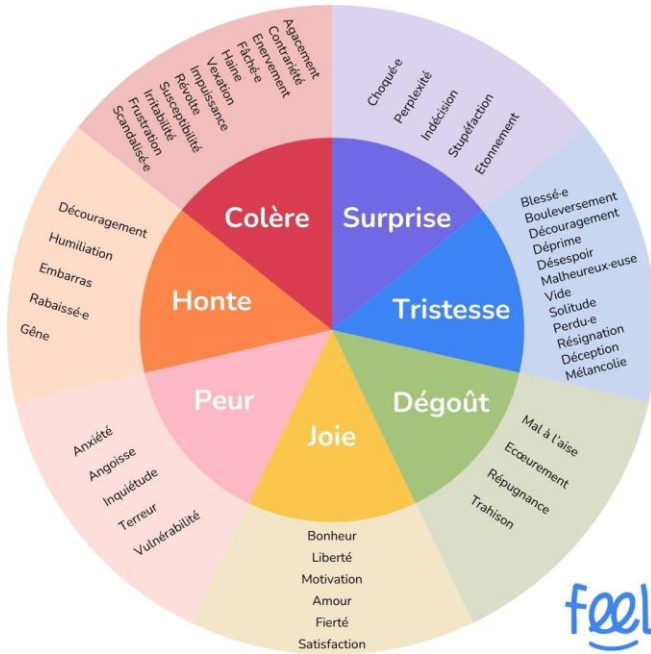 Colère
Scandalisé·e
Frustration
Irritabilité
Susceptibilité
Révolte
Impuissance
Vexation
Haine
Fâché·e
Enervement
Contrariété
Agacement
Surprise
Choqué·e
Perplexité
Indécision
Stupéfaction
Etonnement
Tristesse
Blessé·e
Bouleversement
Découragement
Déprime
Désespoir
Malheureux·euse
Vide
Solitude
Perdu·e
Résignation
Déception
Mélancolie
Dégoût
Mal à l'aise
Ecœurement
Répugnance
Trahison
Joie
Bonheur
Liberté
Motivation
Amour
Fierté
Satisfaction
Peur
Anxiété
Angoisse
Inquiétude
Terreur
Vulnérabilité
Honte
Découragement
Humiliation
Embarras
Rabaissé·e
Gêne
feel